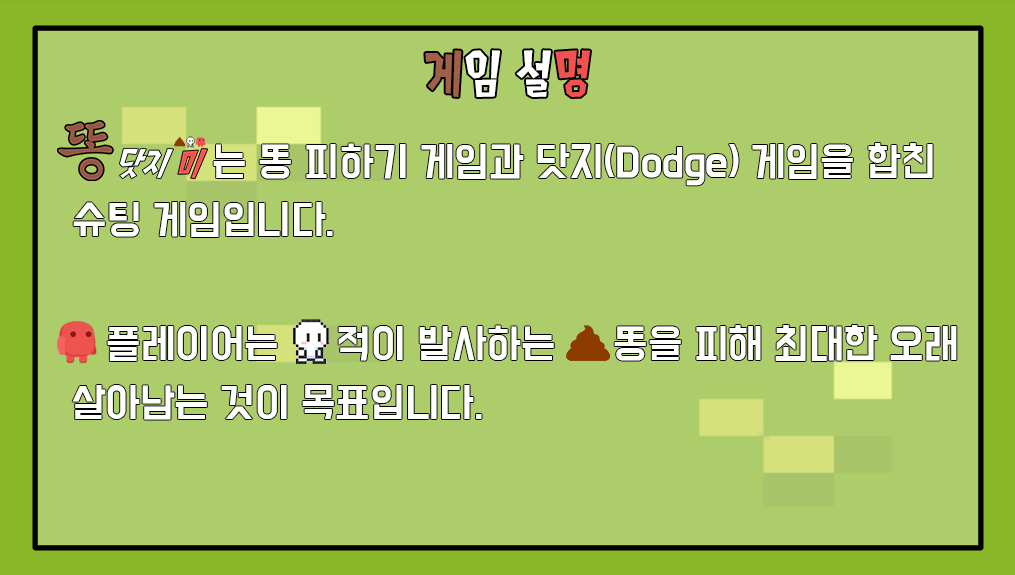 게임 설명
똥 닷지 미는 똥 피하기 게임과 닷지(Dodge) 게임을 합친
슈팅 게임입니다.
플레이어는 적이 발사하는 똥을 피해 최대한 오래
살아남는 것이 목표입니다.